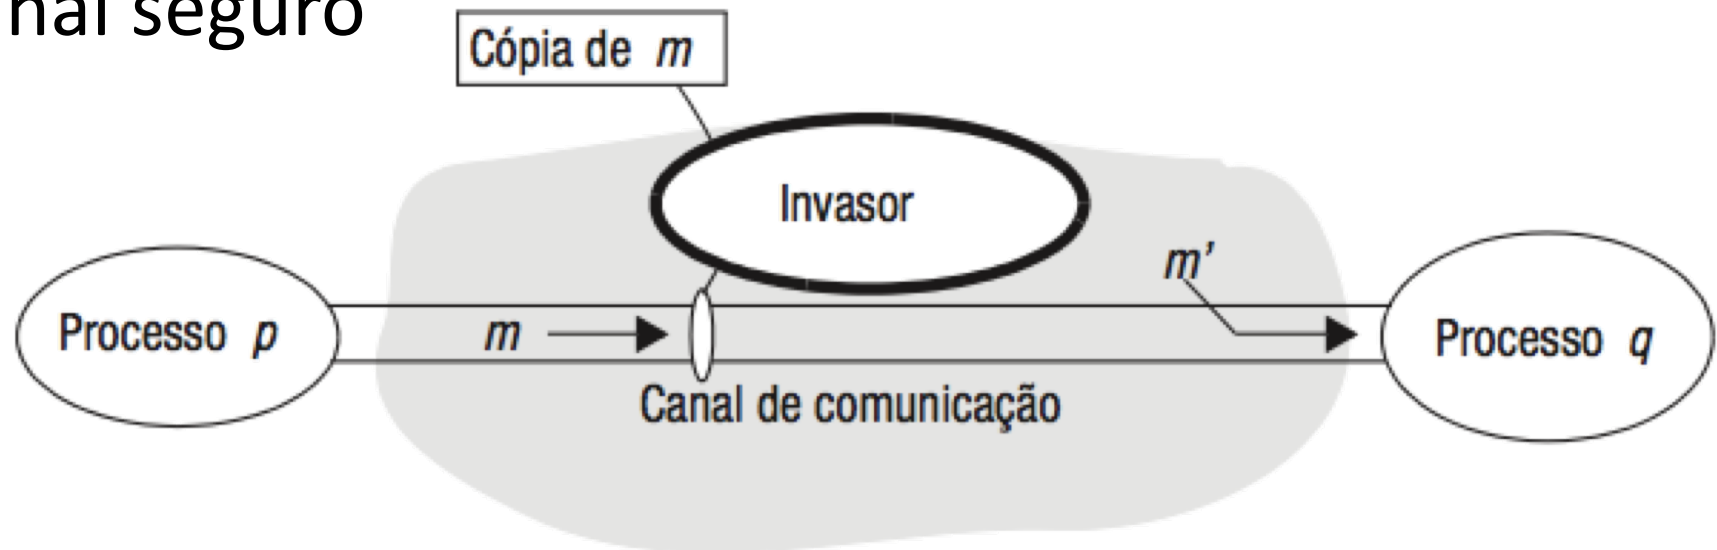 nal seguro
Cópia de m
Invasor
m'
Processo p
m
Processo q
Canal de comunicação